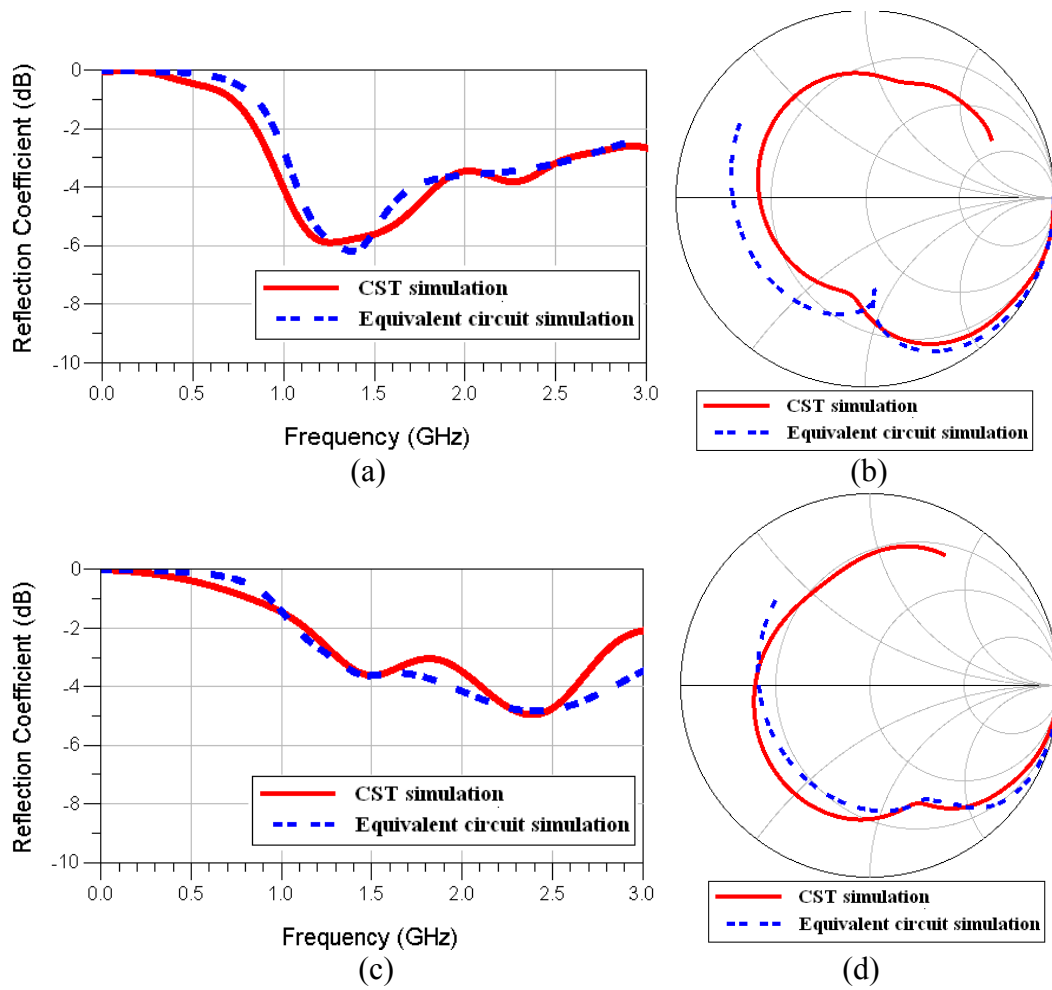 Reflection Coefficient (dB)
0
-2
-4
-6
-8
-10
0.0 0.5 1.0 1.5 2.0 2.5 3.0
Frequency (GHz)
CST simulation
Equivalent circuit simulation
(a)
CST simulation
Equivalent circuit simulation
(b)
Reflection Coefficient (dB)
0
-2
-4
-6
-8
-10
0.0 0.5 1.0 1.5 2.0 2.5 3.0
Frequency (GHz)
CST simulation
Equivalent circuit simulation
(c)
CST simulation
Equivalent circuit simulation
(d)